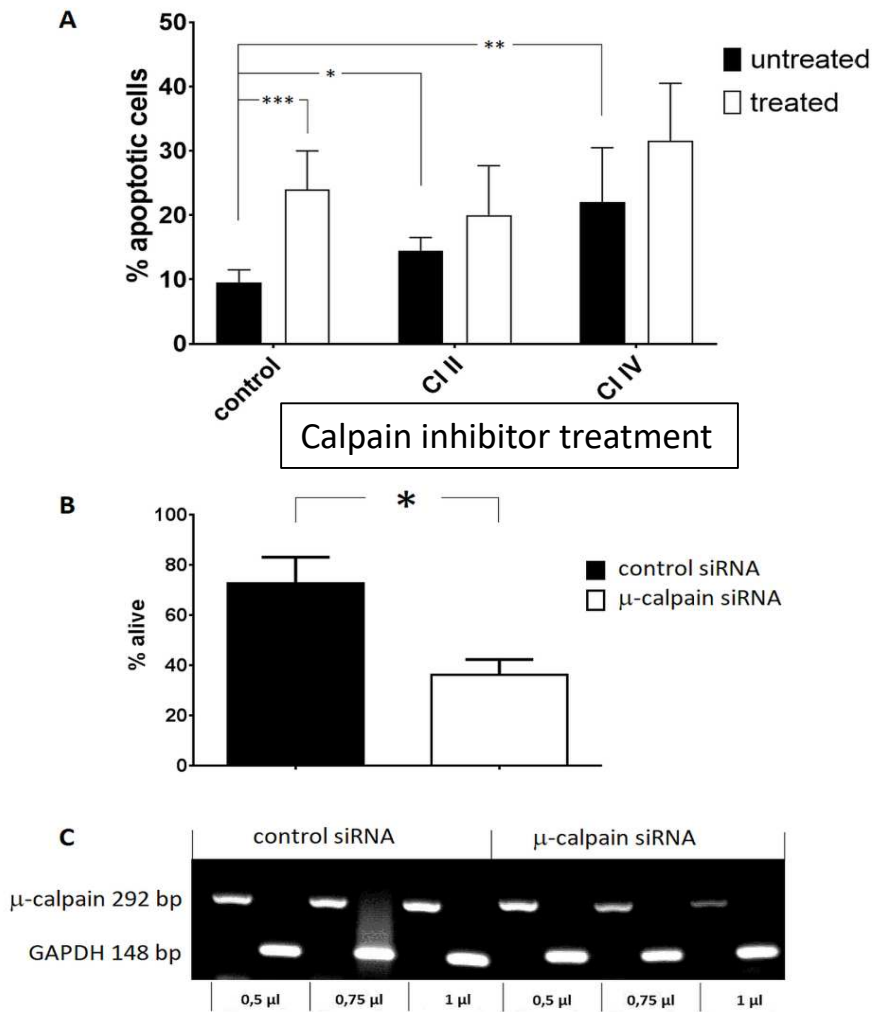 A
50
40
30
20
10
0
% apoptotic cells
**
*
***
untreated
treated
control
CI II
CI IV
Calpain inhibitor treatment
B
100
80
60
40
20
0
% alive
*
control siRNA
μ-calpain siRNA
C
control siRNA
μ-calpain siRNA
μ-calpain 292 bp
GAPDH 148 bp
0,5 μl
0,75 μl
1 μl
0,5 μl
0,75 μl
1 μl